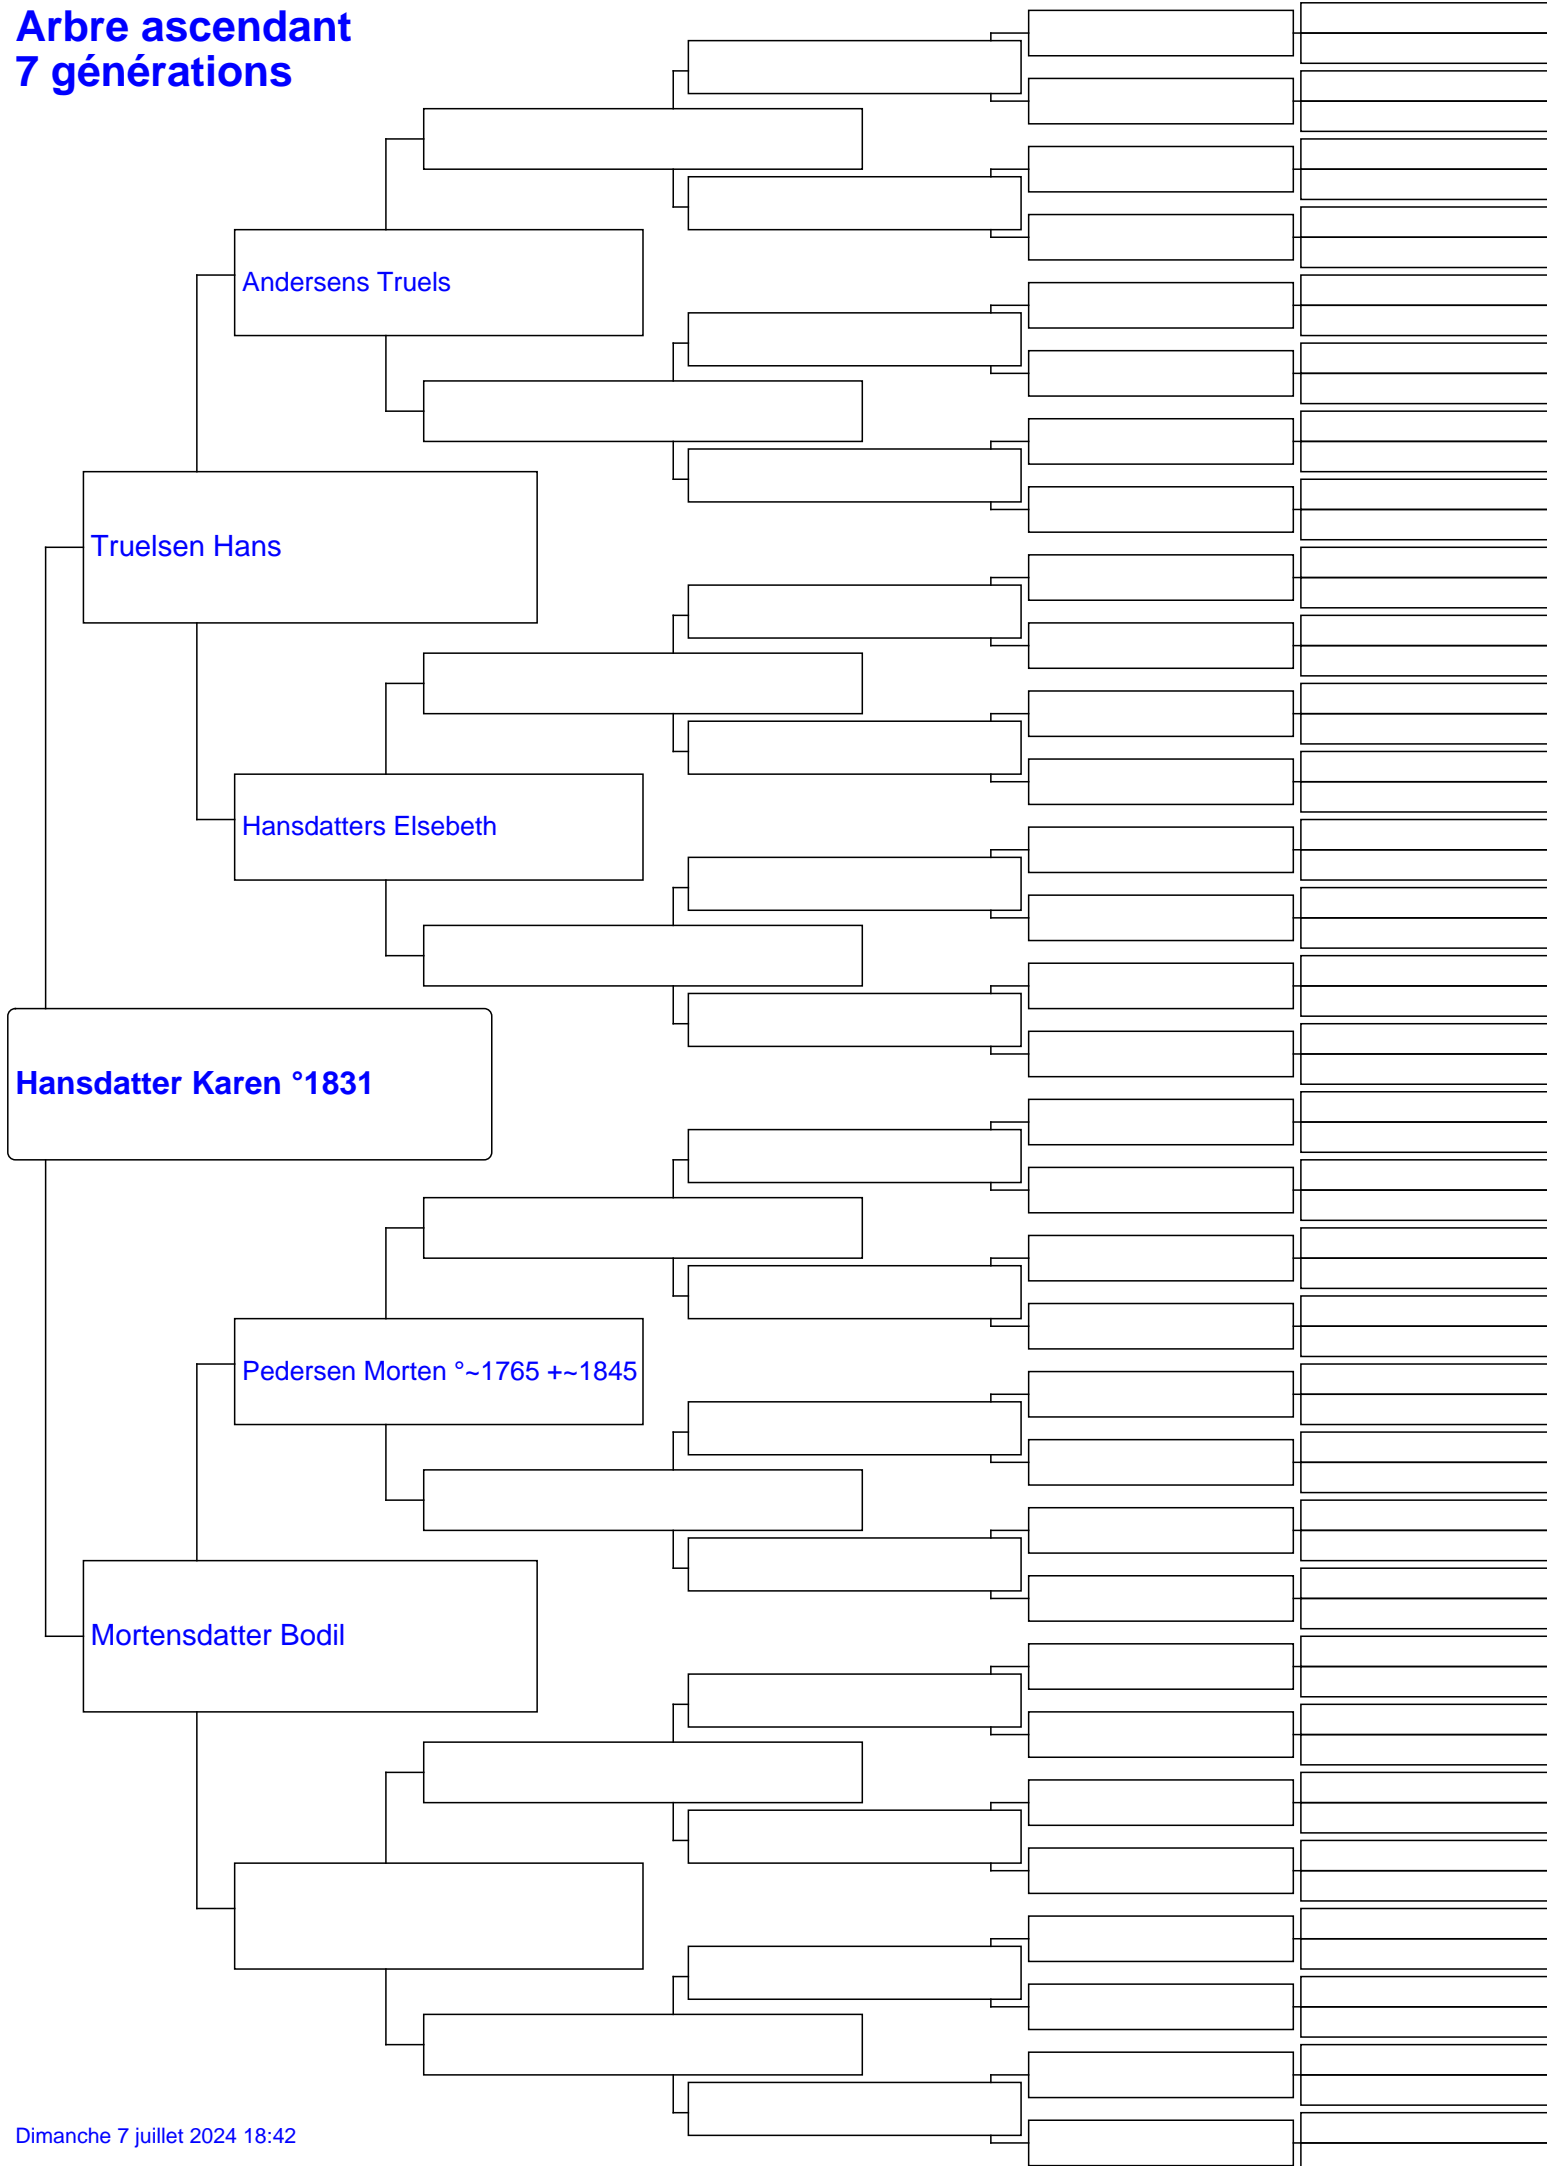 Arbre ascendant
7 générations
Andersens Truels
Truelsen Hans
Hansdatters Elsebeth
Hansdatter Karen °1831
Pedersen Morten °~1765 +~1845
Mortensdatter Bodil
Dimanche 7 juillet 2024 18:42